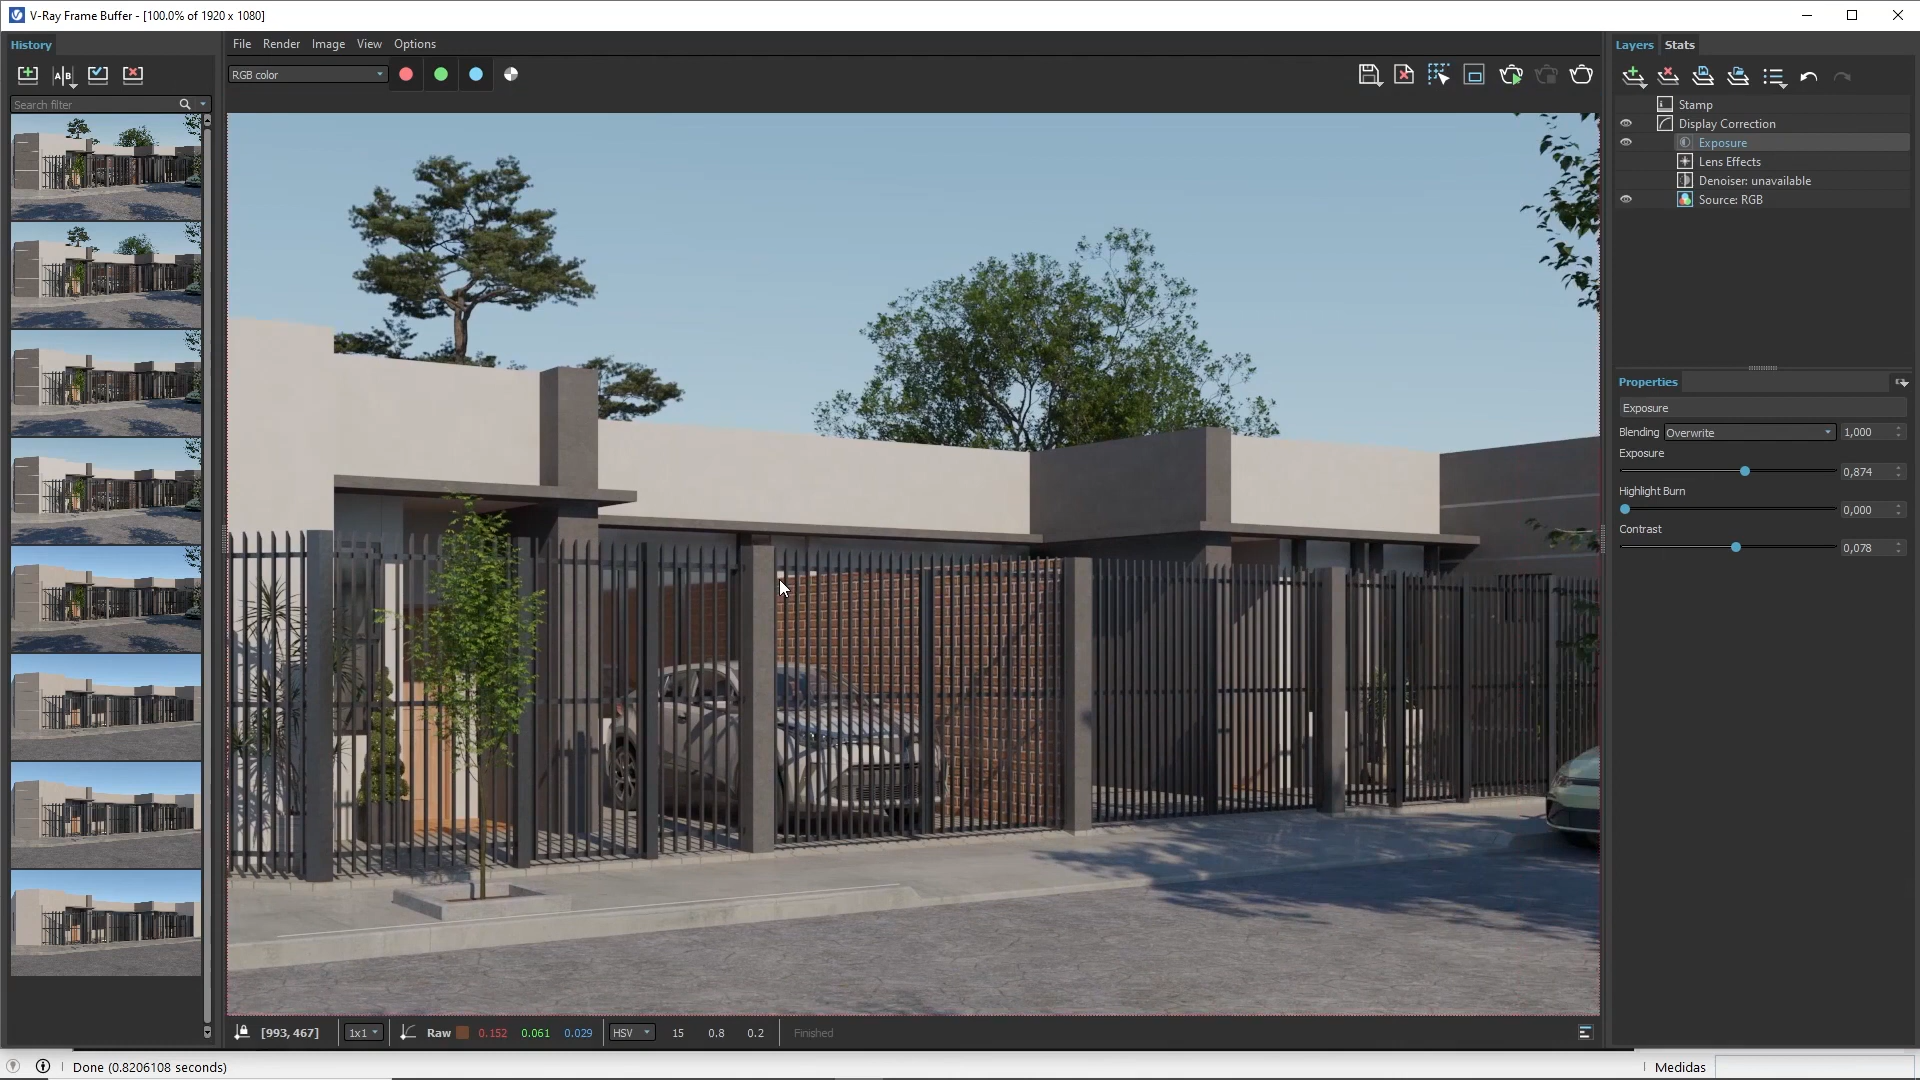 V-Ray Frame Buffer - [100.0% of 1920 x 1080]
History
File Render Image View Options
Layers Stats
RGB color
A B
Search filter
Stamp
Display Correction
Exposure
Lens Effects
Denoiser: unavailable
Source: RGB
Properties
Exposure
Blending Overwrite 1,000
Exposure
0,874
Highlight Burn
0,000
Contrast
0,078
[993, 467] 1x1 Raw 0.152 0.061 0.029 HSV 15 0.8 0.2 Finished
Done (0.8206108 seconds)
Medidas